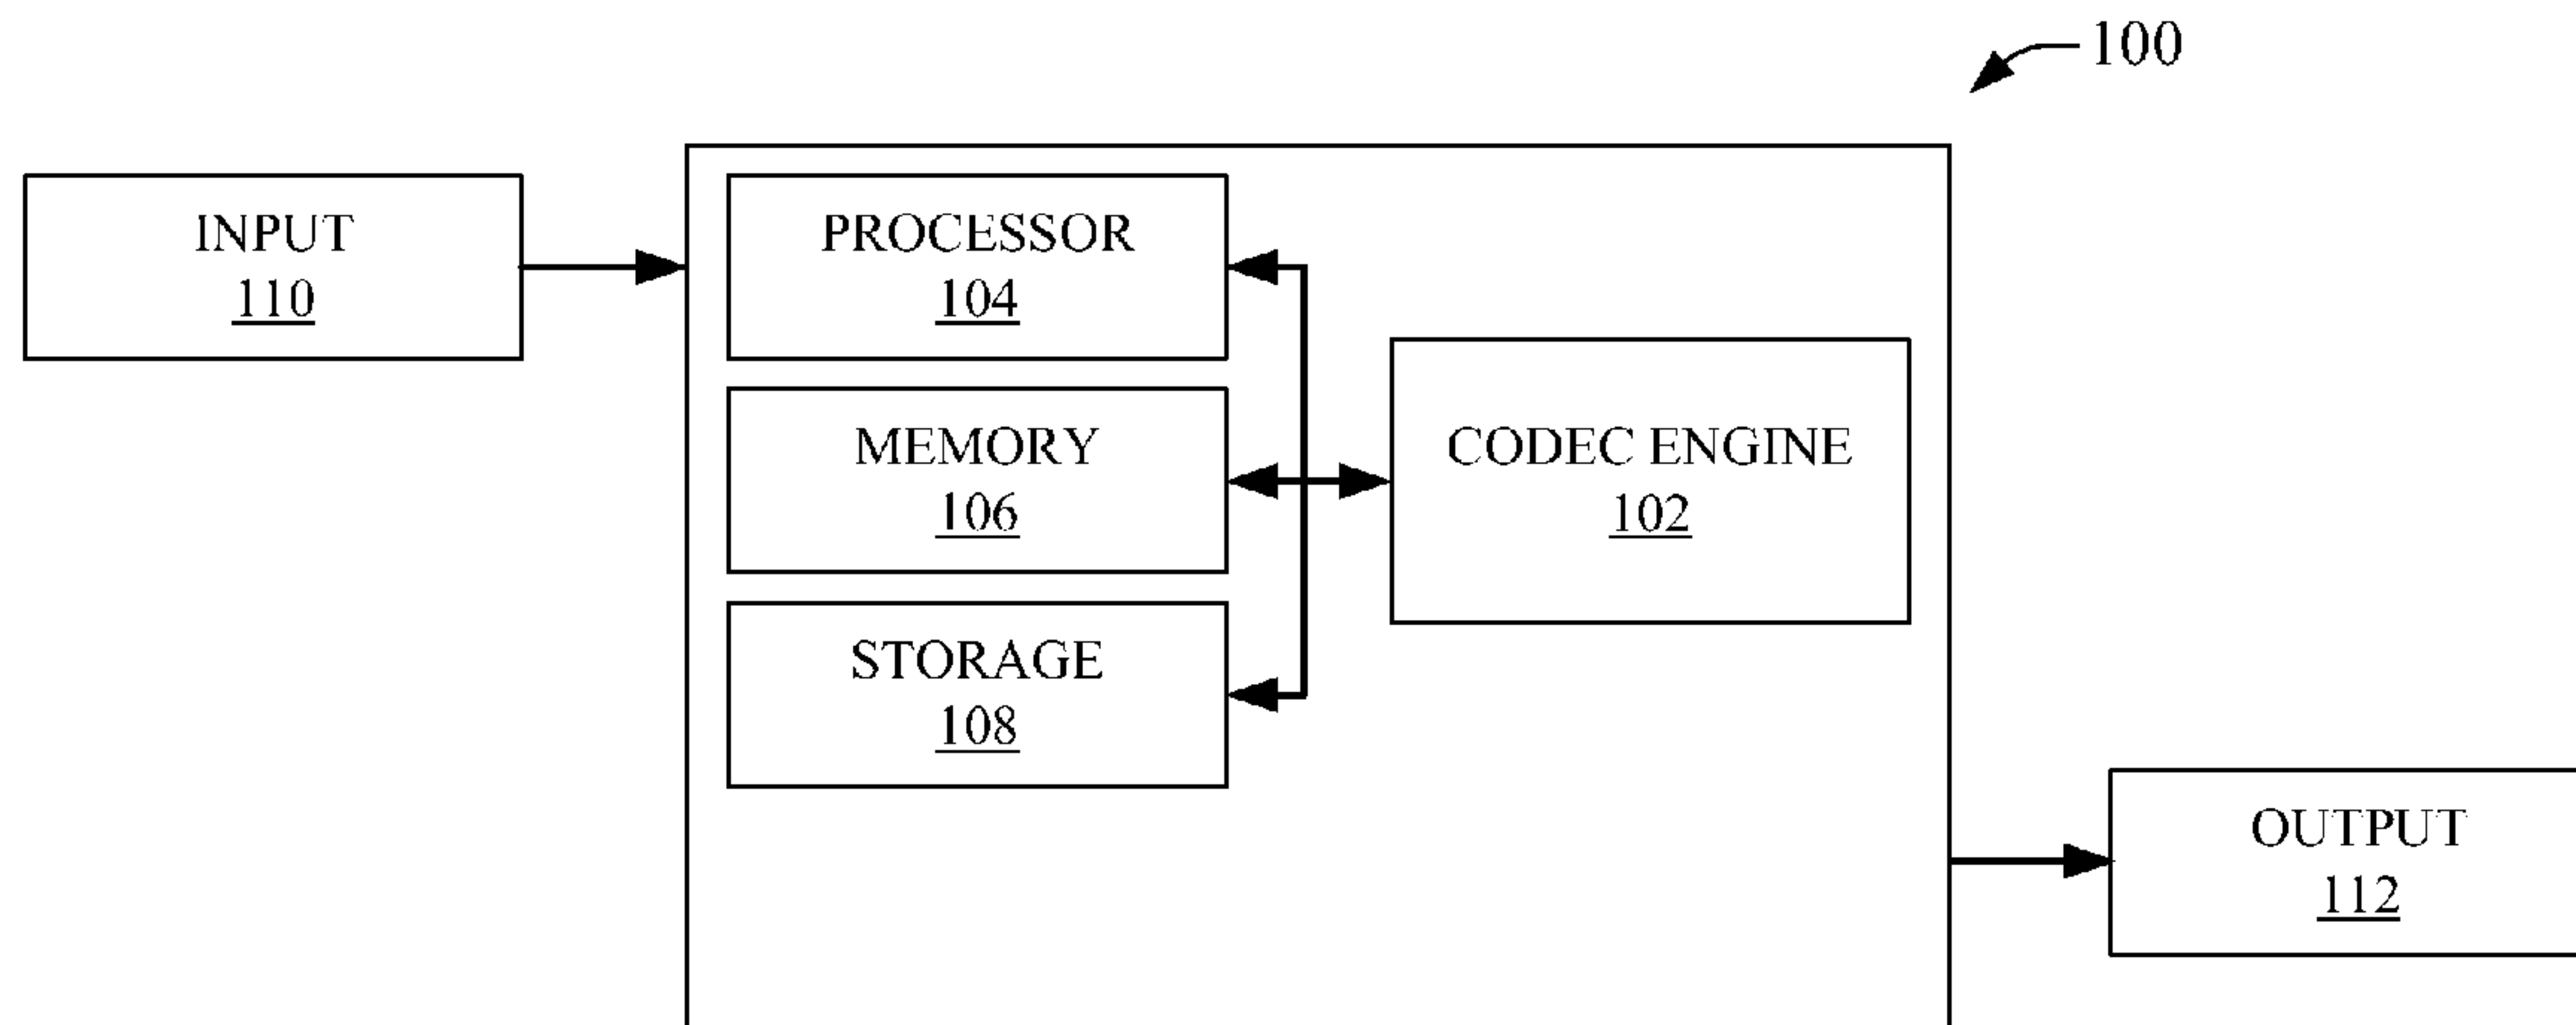 100
INPUT
110
PROCESSOR
104
MEMORY
106
CODEC ENGINE
102
STORAGE
108
OUTPUT
112